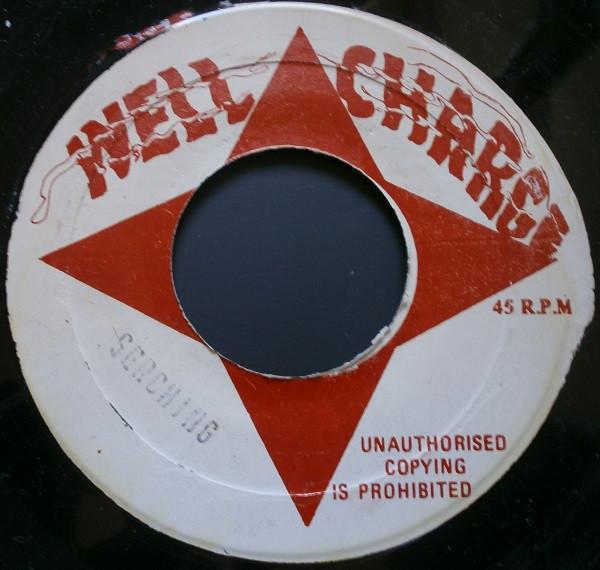 WELL CHARGE
45 R.P.M
SERCHING
UNAUTHORISED
COPYING
IS PROHIBITED